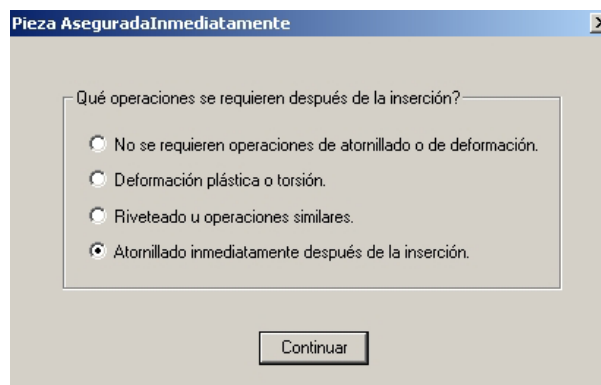 Pieza AseguradaInmediatamente
Qué operaciones se requieren después de la inserción?
No se requieren operaciones de atornillado o de deformación.
Deformación plástica o torsión.
Riveteado u operaciones similares.
Atornillado inmediatamente después de la inserción.
Continuar